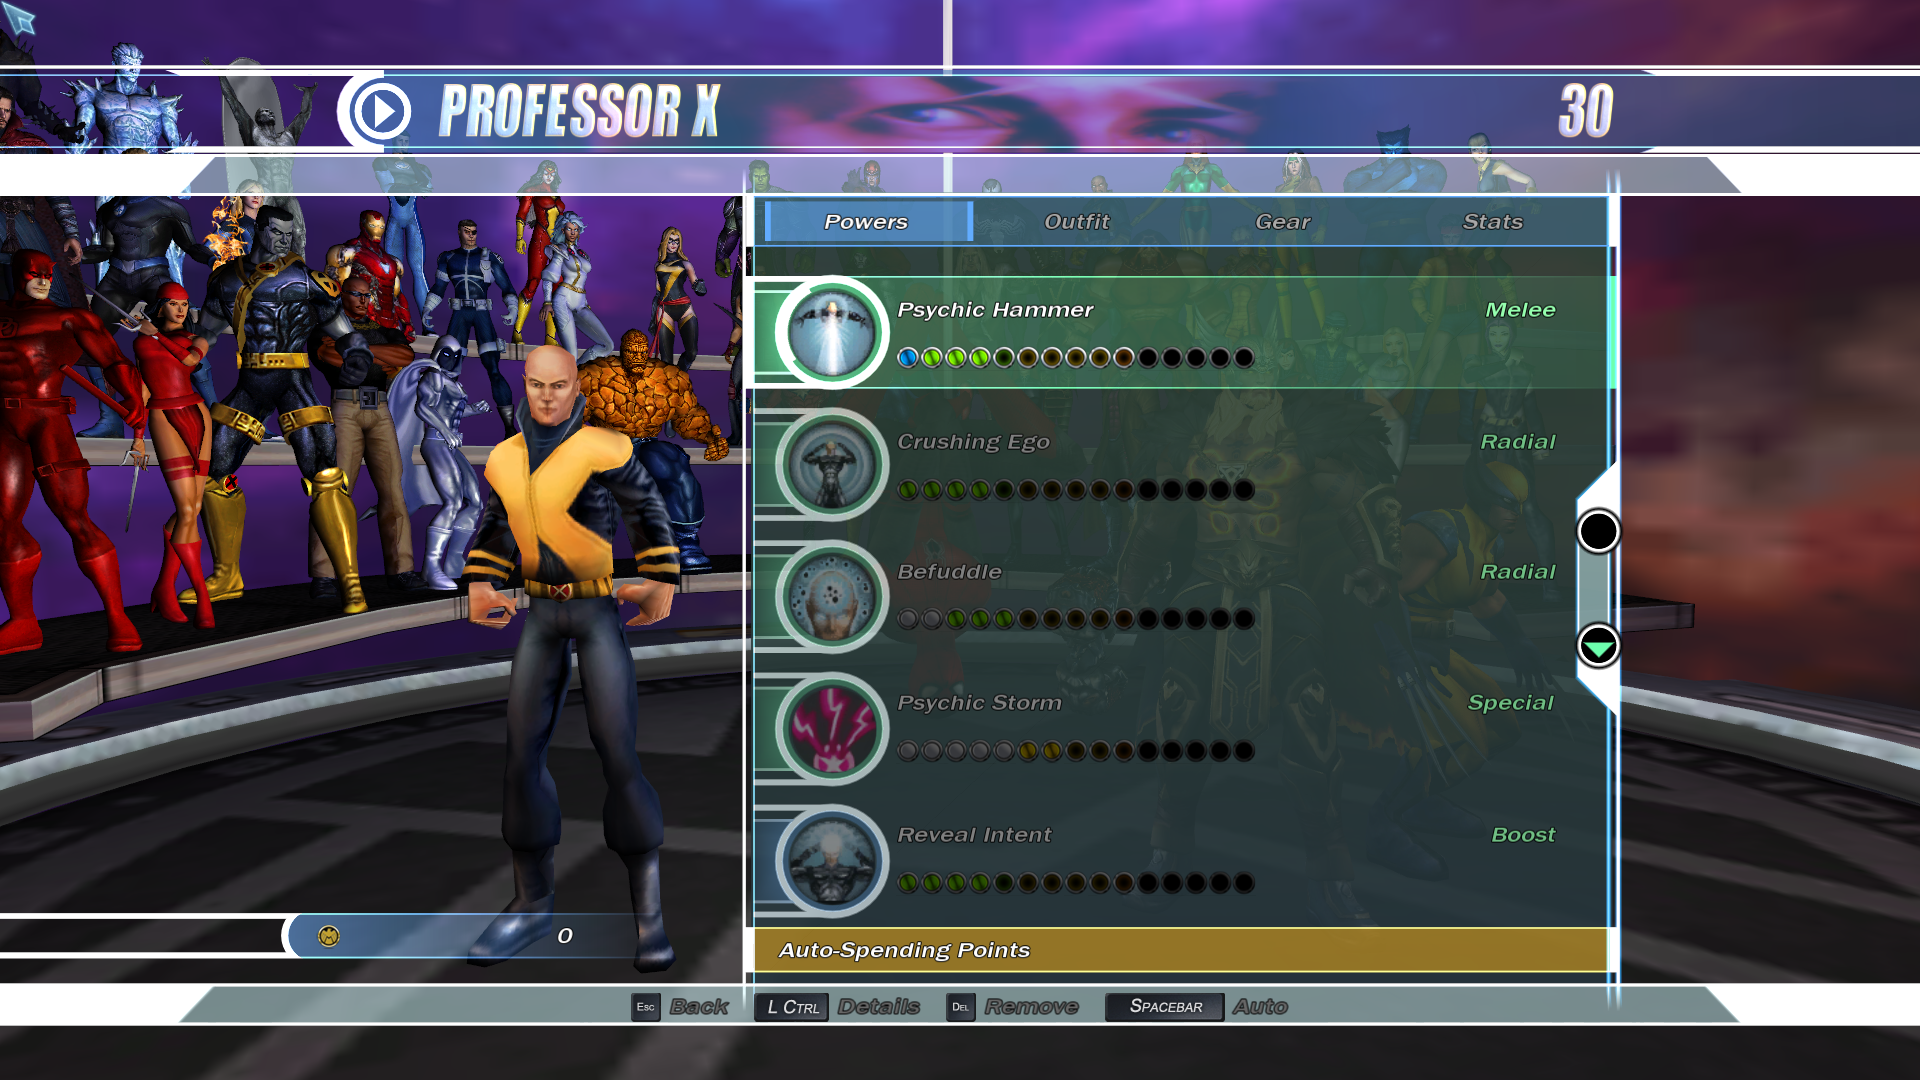 PROFESSOR X
30
Powers
Outfit
Gear
Stats
Psychic Hammer
Melee
Crushing Ego
Radial
Befuddle
Radial
Psychic Storm
Special
Reveal Intent
Boost
0
Auto-Spending Points
Esc Back L CTRL Details DEL Remove SPACEBAR Auto